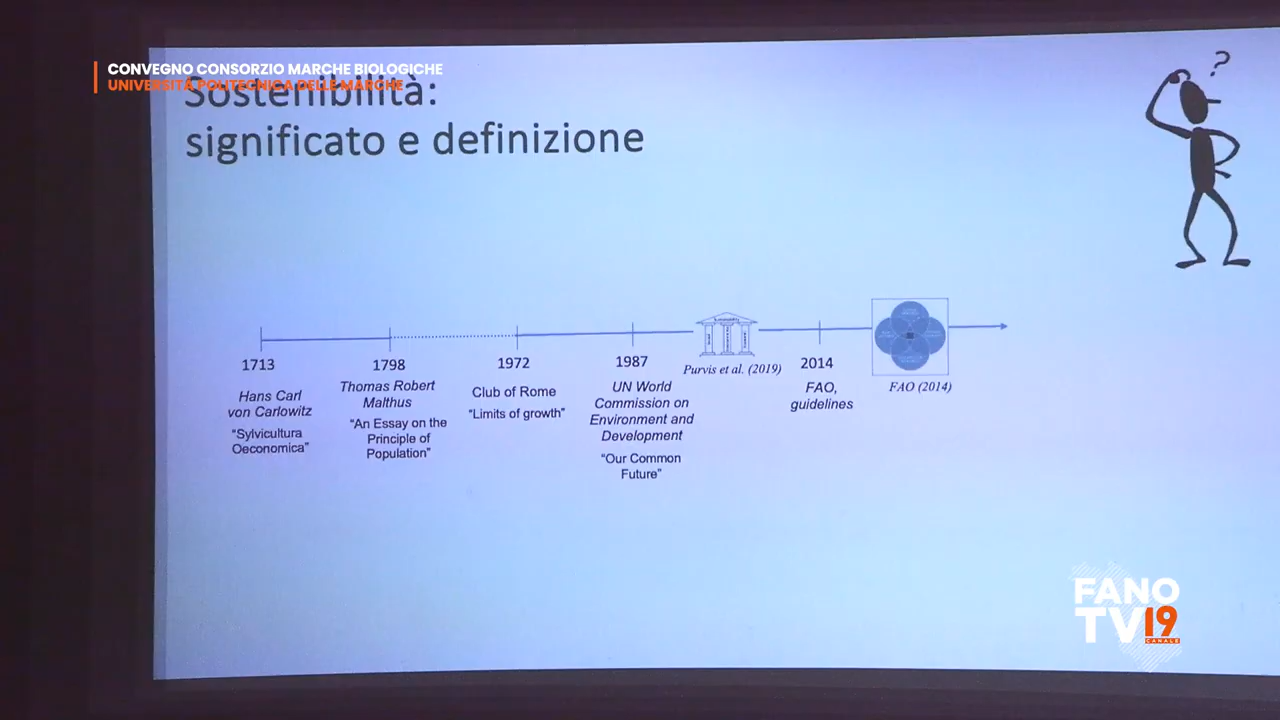 CONVEGNO CONSORZIO MARCHE BIOLOGICHE
UNIVERSITÀ POLITECNICA DELLE MARCHE
Sostenibilità:
significato e definizione
?
1713
Hans Carl
von Carlowitz
“Sylvicultura
Oeconomica”
1798
Thomas Robert
Malthus
“An Essay on the
Principle of
Population”
1972
Club of Rome
“Limits of growth”
1987
UN World
Commission on
Environment and
Development
“Our Common
Future”
Purvis et al. (2019)
2014
FAO,
guidelines
FAO (2014)
FANO
TV19
CANALE